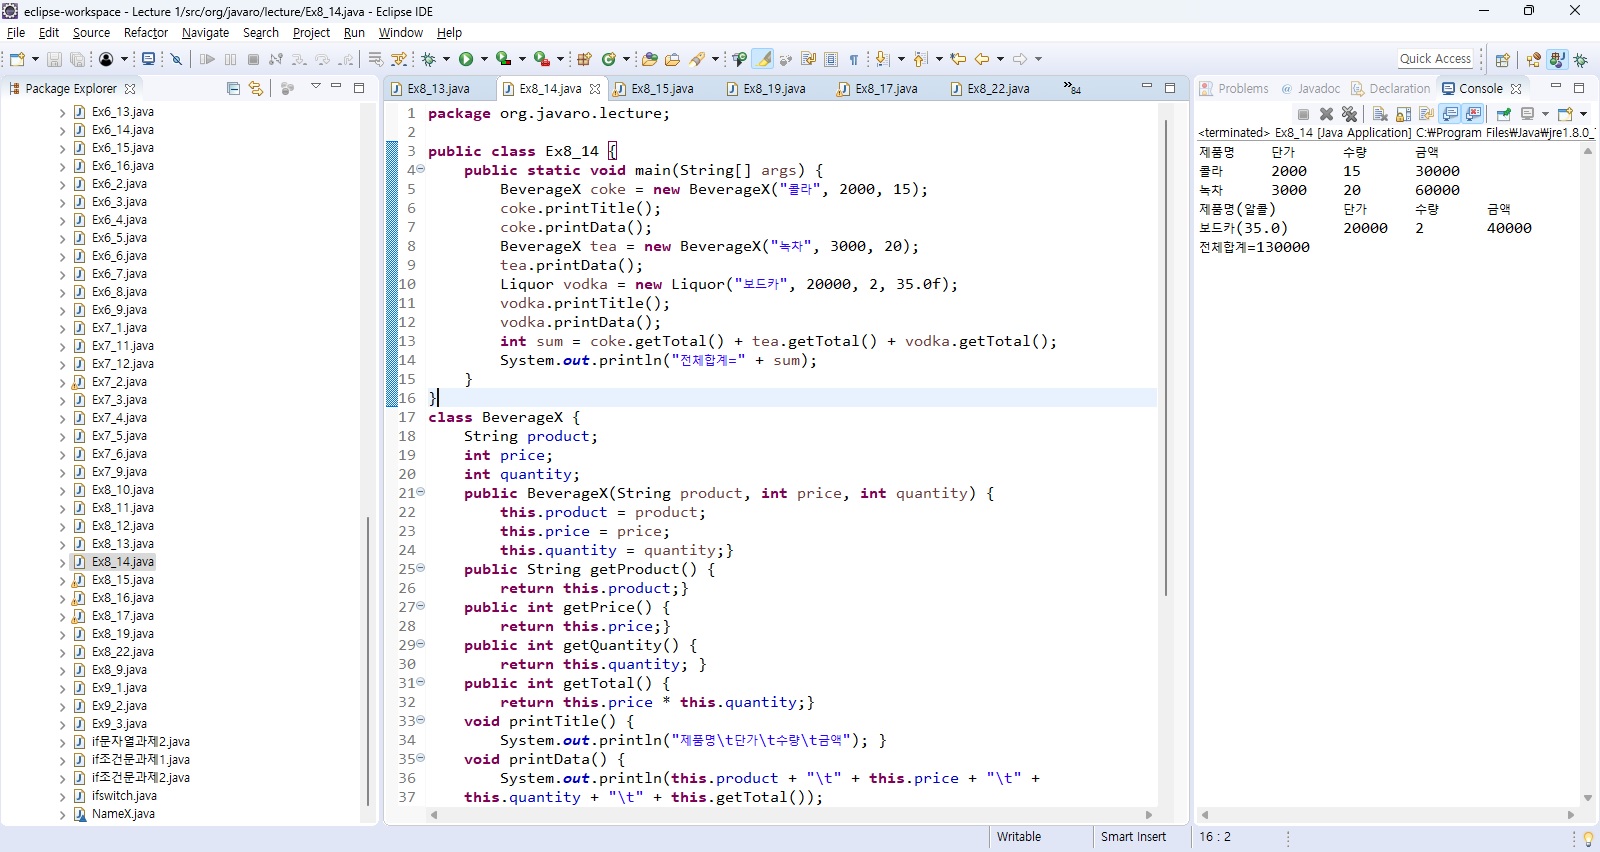 eclipse-workspace - Lecture 1/src/org/javaro/lecture/Ex8_14.java - Eclipse IDE
File Edit Source Refactor Navigate Search Project Run Window Help
Quick Access
Package Explorer
Ex6_13.java
Ex6_14.java
Ex6_15.java
Ex6_16.java
Ex6_2.java
Ex6_3.java
Ex6_4.java
Ex6_5.java
Ex6_6.java
Ex6_7.java
Ex6_8.java
Ex6_9.java
Ex7_1.java
Ex7_11.java
Ex7_12.java
Ex7_2.java
Ex7_3.java
Ex7_4.java
Ex7_5.java
Ex7_6.java
Ex7_9.java
Ex8_10.java
Ex8_11.java
Ex8_12.java
Ex8_13.java
Ex8_14.java
Ex8_15.java
Ex8_16.java
Ex8_17.java
Ex8_19.java
Ex8_22.java
Ex8_9.java
Ex9_1.java
Ex9_2.java
Ex9_3.java
if문자열과제2.java
if조건문과제1.java
if조건문과제2.java
ifswitch.java
NameX.java
Ex8_13.java Ex8_14.java Ex8_15.java Ex8_19.java Ex8_17.java Ex8_22.java »84
1 package org.javaro.lecture;
2
3 public class Ex8_14 {
4 public static void main(String[] args) {
5 BeverageX coke = new BeverageX("콜라", 2000, 15);
6 coke.printTitle();
7 coke.printData();
8 BeverageX tea = new BeverageX("녹차", 3000, 20);
9 tea.printData();
10 Liquor vodka = new Liquor("보드카", 20000, 2, 35.0f);
11 vodka.printTitle();
12 vodka.printData();
13 int sum = coke.getTotal() + tea.getTotal() + vodka.getTotal();
14 System.out.println("전체합계=" + sum);
15 }
16 }
17 class BeverageX {
18 String product;
19 int price;
20 int quantity;
21 public BeverageX(String product, int price, int quantity) {
22 this.product = product;
23 this.price = price;
24 this.quantity = quantity;}
25 public String getProduct() {
26 return this.product;}
27 public int getPrice() {
28 return this.price;}
29 public int getQuantity() {
30 return this.quantity; }
31 public int getTotal() {
32 return this.price * this.quantity;}
33 void printTitle() {
34 System.out.println("제품명\t단가\t수량\t금액"); }
35 void printData() {
36 System.out.println(this.product + "\t" + this.price + "\t" +
37 this.quantity + "\t" + this.getTotal());
Problems Javadoc Declaration Console
<terminated> Ex8_14 [Java Application] C:₩Program Files₩Java₩jre1.8.0_
제품명 단가 수량 금액
콜라 2000 15 30000
녹차 3000 20 60000
제품명(알콜) 단가 수량 금액
보드카(35.0) 20000 2 40000
전체합계=130000
Writable Smart Insert 16 : 2